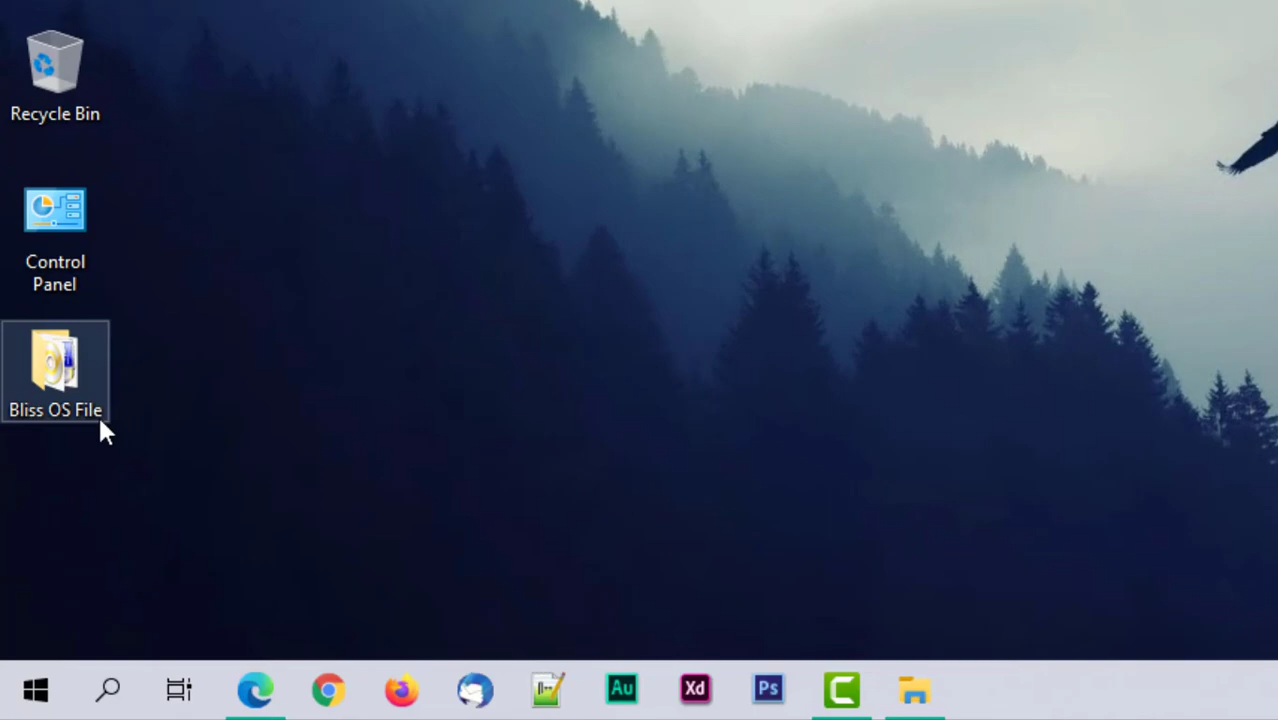 Recycle Bin
Control
Panel
Bliss OS File
Au
Xd
Ps